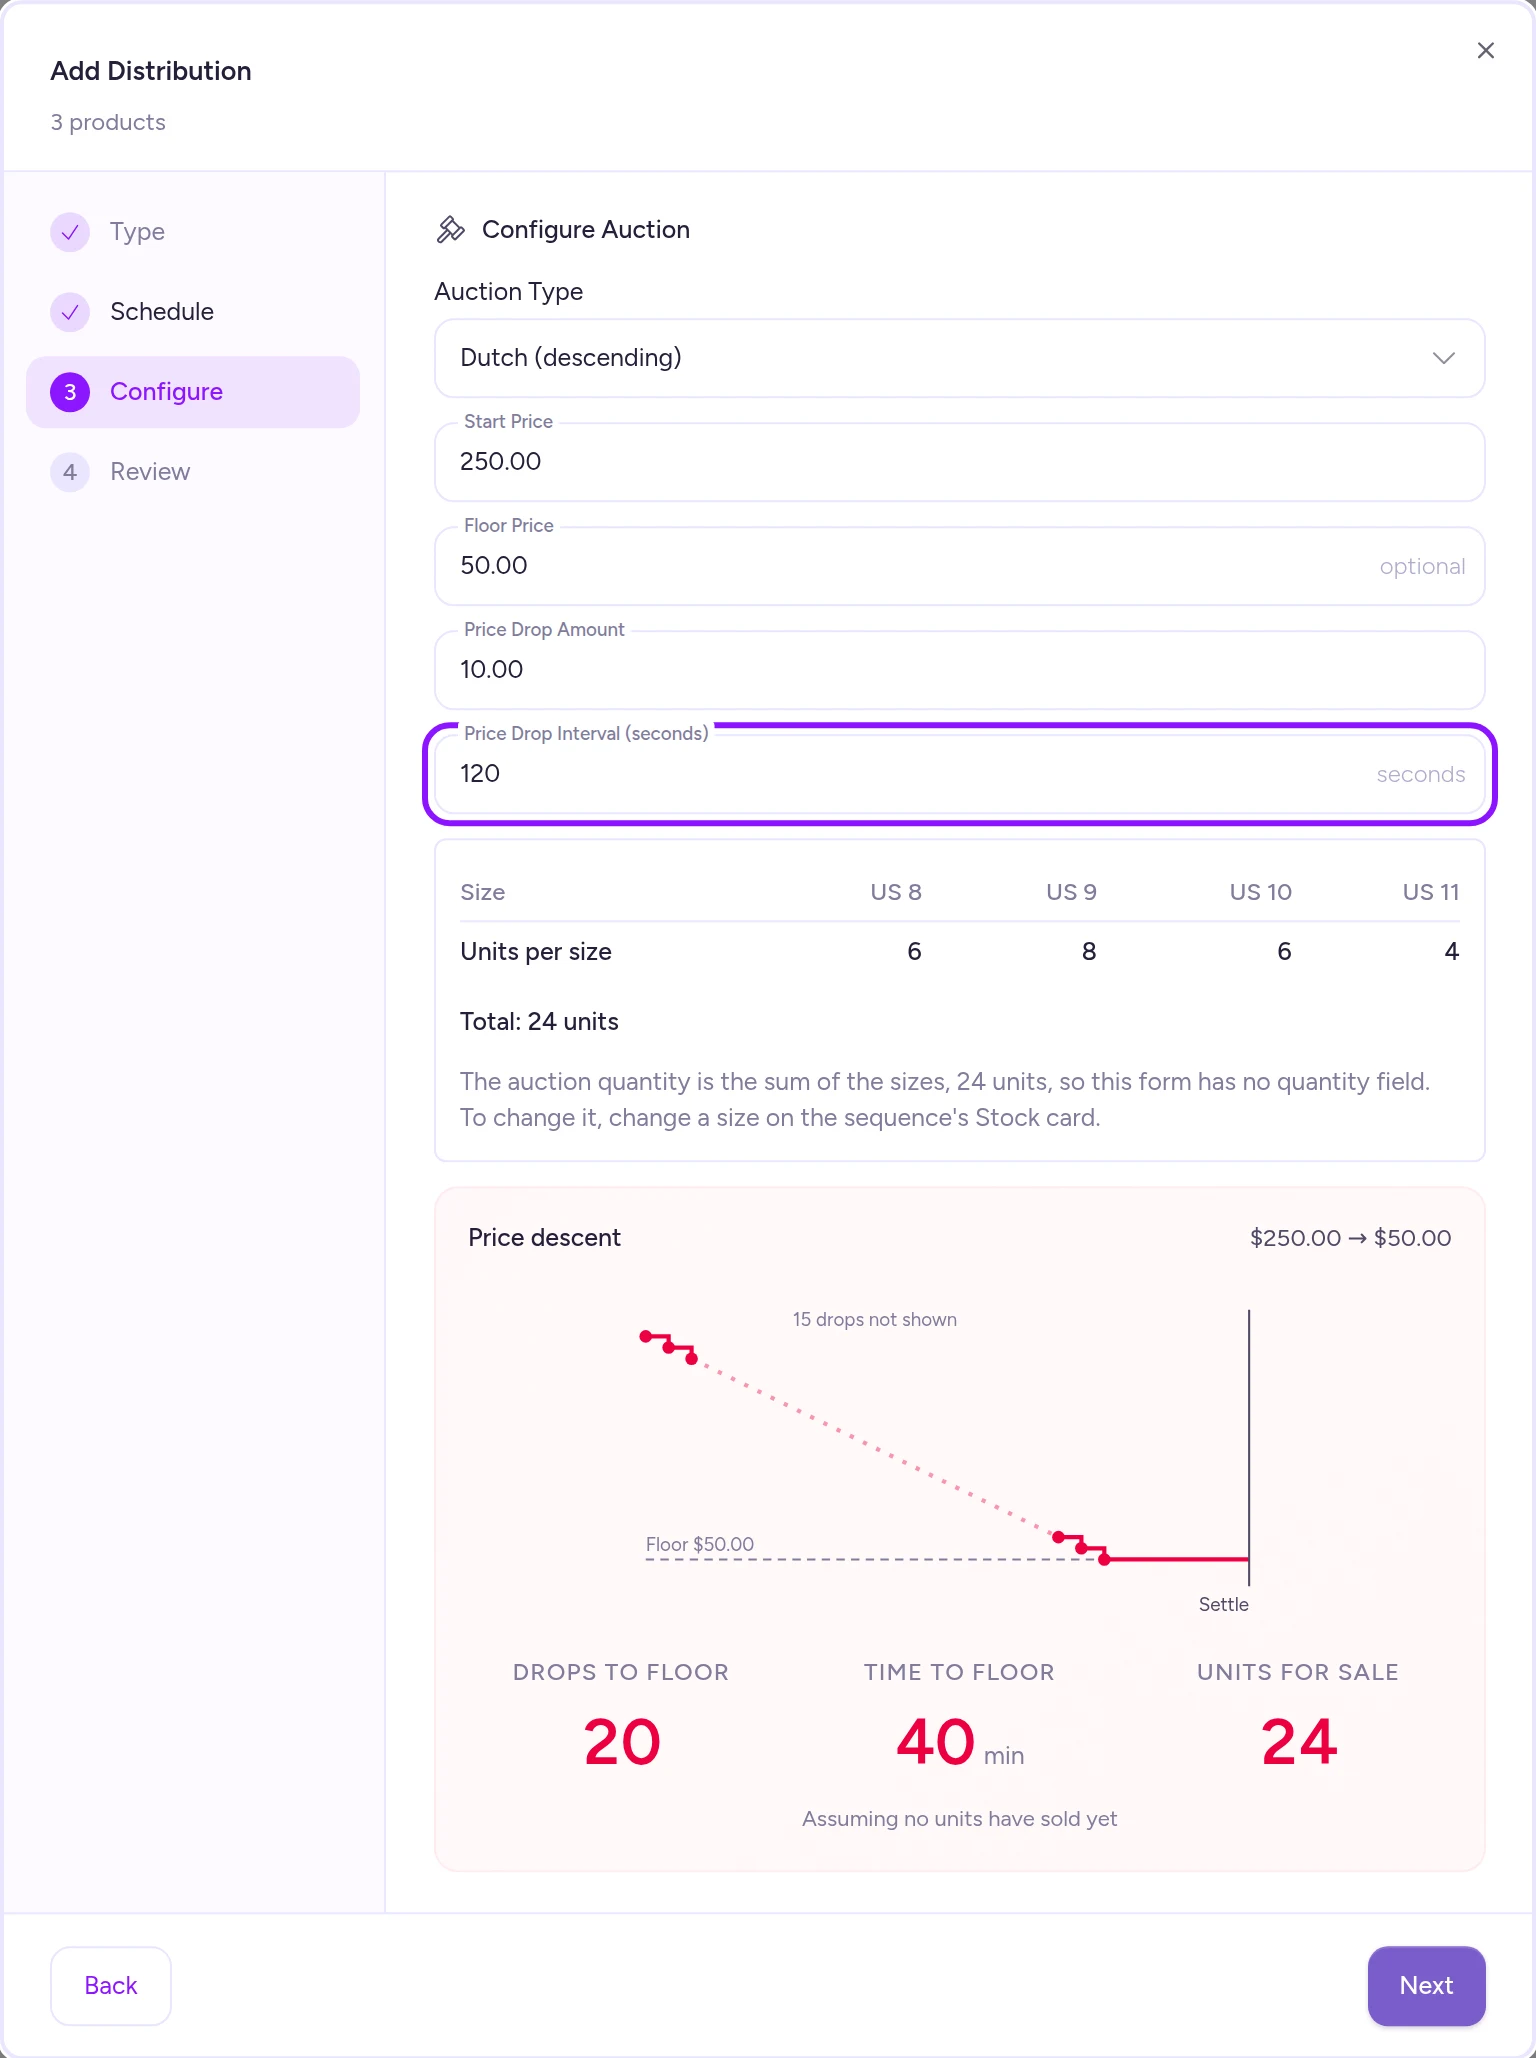 Add Distribution
3 products
Type
Schedule
3 Configure
4 Review
Configure Auction
Auction Type
Dutch (descending)
Start Price
250.00
Floor Price
50.00 optional
Price Drop Amount
10.00
Price Drop Interval (seconds)
120 seconds
Size US 8 US 9 US 10 US 11
Units per size 6 8 6 4
Total: 24 units
The auction quantity is the sum of the sizes, 24 units, so this form has no quantity field.
To change it, change a size on the sequence's Stock card.
Price descent $250.00 → $50.00
15 drops not shown
Floor $50.00
Settle
DROPS TO FLOOR TIME TO FLOOR UNITS FOR SALE
20 40 min 24
Assuming no units have sold yet
Back Next